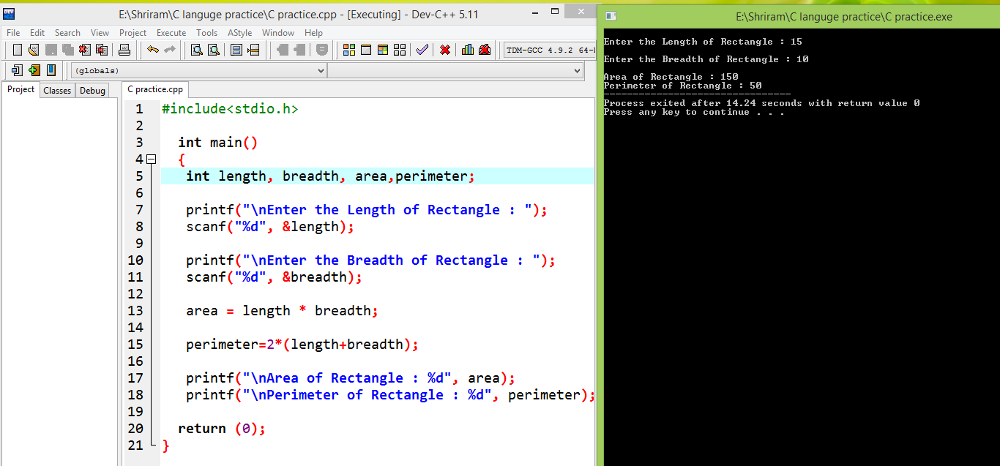 E:\Shriram\C languge practice\C practice.cpp - [Executing] - Dev-C++ 5.11
File Edit Search View Project Execute Tools AStyle Window Help
TDM-GCC 4.9.2 64-
(globals)
Project Classes Debug
C practice.cpp
1 #include<stdio.h>
2
3 int main()
4 {
5 int length, breadth, area,perimeter;
6
7 printf("\nEnter the Length of Rectangle : ");
8 scanf("%d", &length);
9
10 printf("\nEnter the Breadth of Rectangle : ");
11 scanf("%d", &breadth);
12
13 area = length * breadth;
14
15 perimeter=2*(length+breadth);
16
17 printf("\nArea of Rectangle : %d", area);
18 printf("\nPerimeter of Rectangle : %d", perimeter);
19
20 return (0);
21 }
E:\Shriram\C languge practice\C practice.exe
Enter the Length of Rectangle : 15
Enter the Breadth of Rectangle : 10
Area of Rectangle : 150
Perimeter of Rectangle : 50
--------------------------------
Process exited after 14.24 seconds with return value 0
Press any key to continue . . .